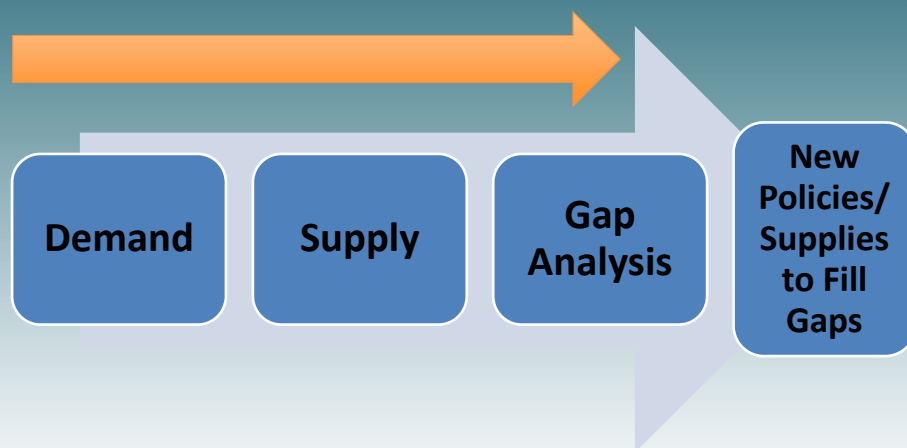 Demand
Supply
Gap
Analysis
New
Policies/
Supplies
to Fill
Gaps